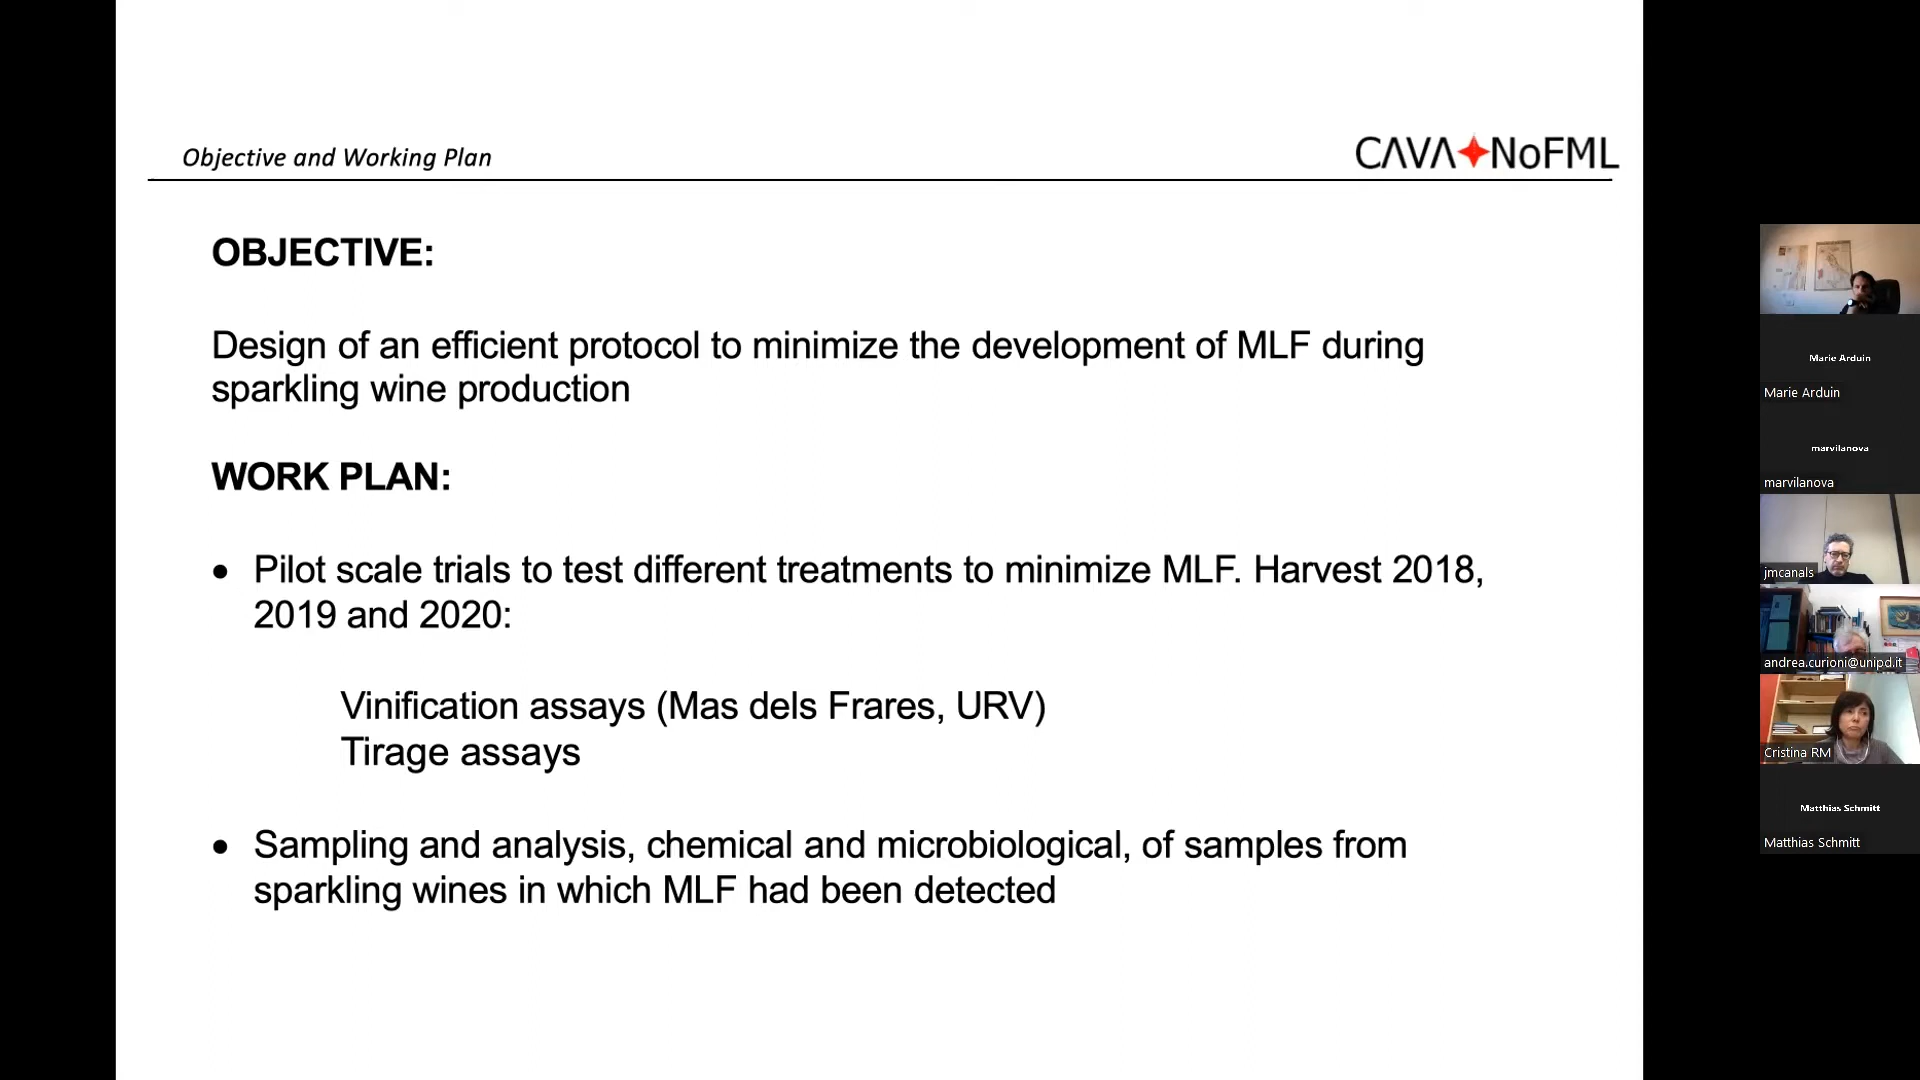 Objective and Working Plan
CAVA NoFML
OBJECTIVE:
Design of an efficient protocol to minimize the development of MLF during
sparkling wine production
WORK PLAN:
• Pilot scale trials to test different treatments to minimize MLF. Harvest 2018,
2019 and 2020:
Vinification assays (Mas dels Frares, URV)
Tirage assays
• Sampling and analysis, chemical and microbiological, of samples from
sparkling wines in which MLF had been detected
Marie Arduin
Marie Arduin
marvilanova
marvilanova
jmcanals
andrea.curioni@unipd.it
Cristina RM
Matthias Schmitt
Matthias Schmitt